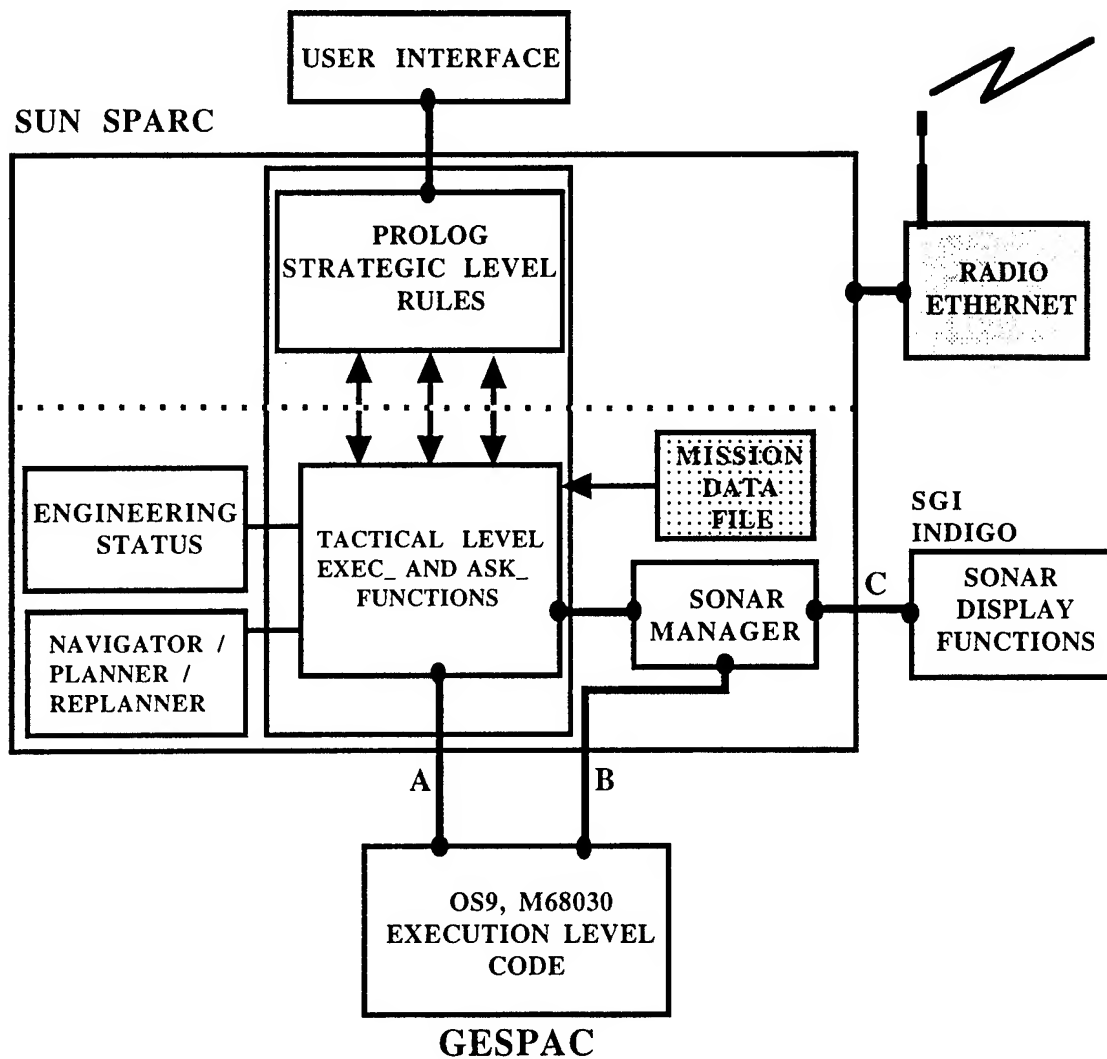 USER INTERFACE
SUN SPARC
PROLOG
STRATEGIC LEVEL
RULES
RADIO
ETHERNET
MISSION
DATA
FILE
ENGINEERING
STATUS
TACTICAL LEVEL
EXEC_ AND ASK_
FUNCTIONS
SGI
INDIGO
SONAR
MANAGER
C
SONAR
DISPLAY
FUNCTIONS
NAVIGATOR /
PLANNER /
REPLANNER
A
B
OS9, M68030
EXECUTION LEVEL
CODE
GESPAC